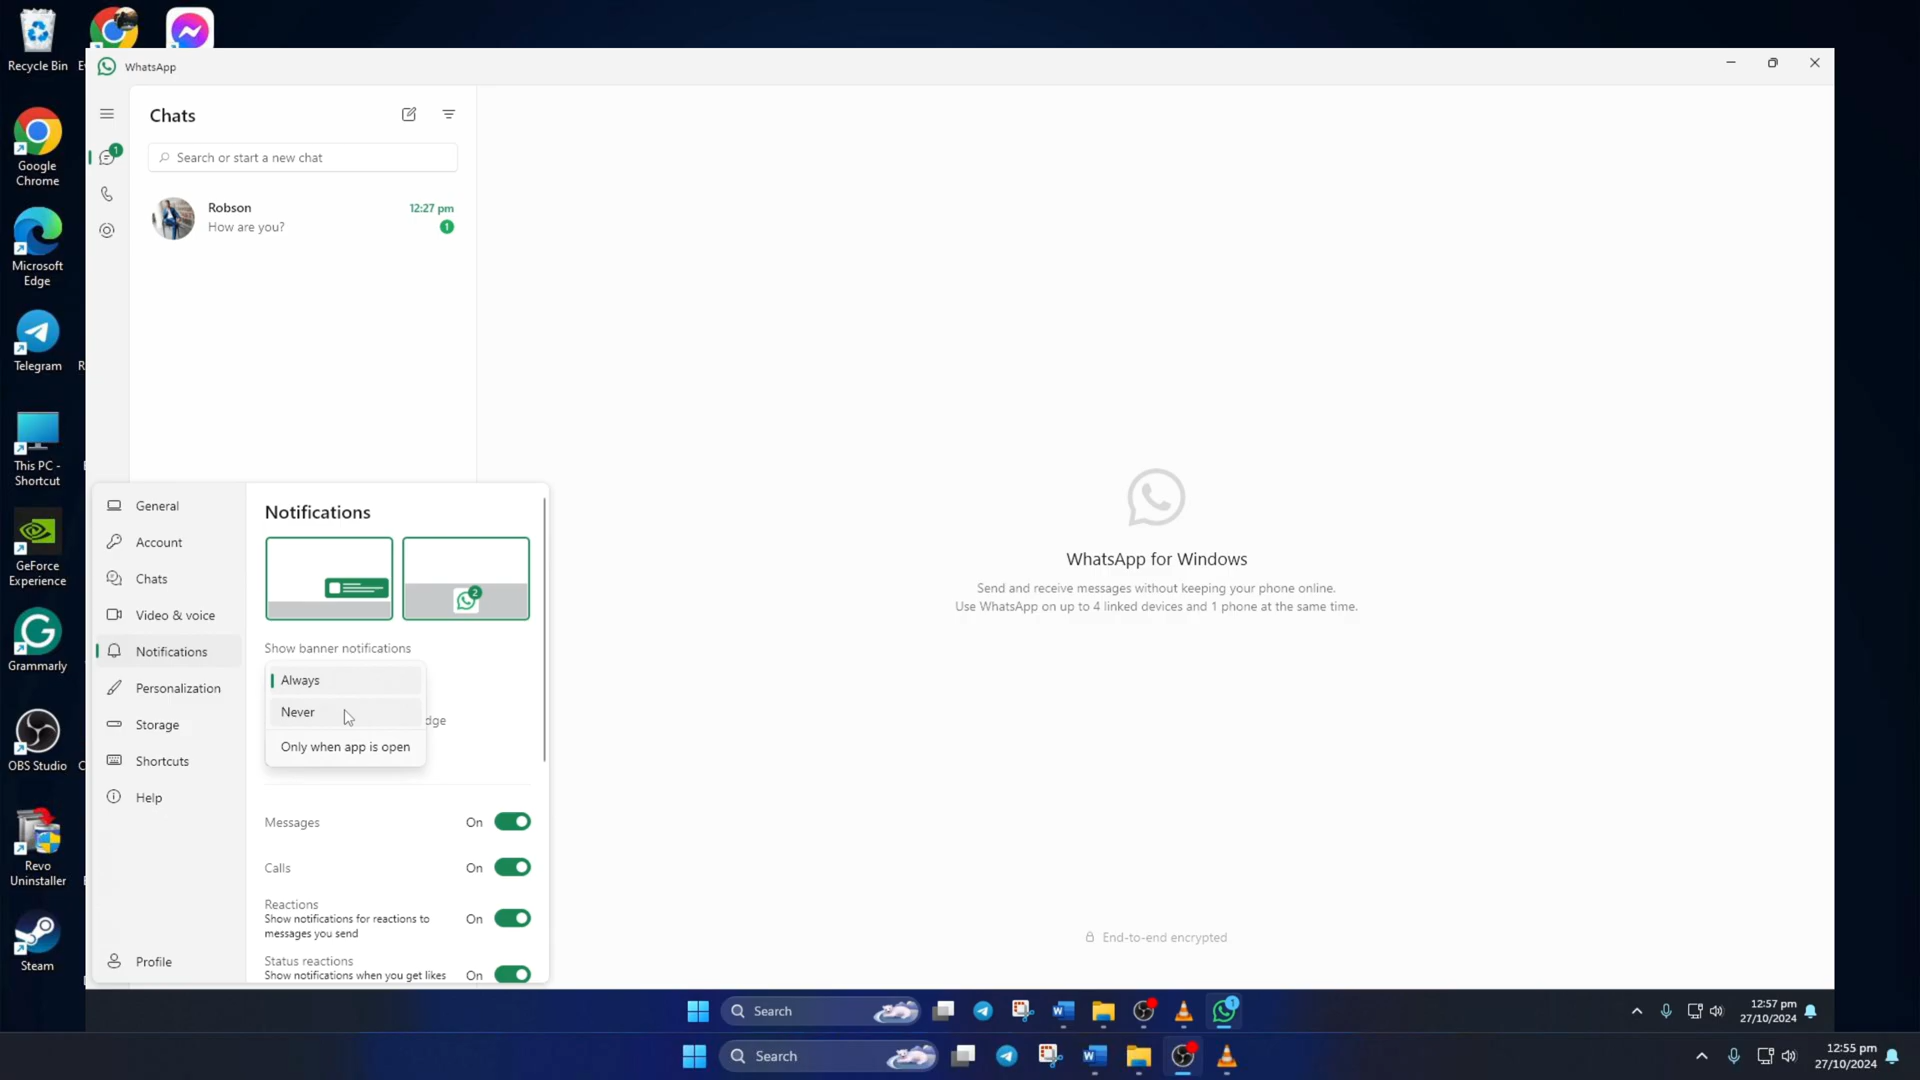 Recycle Bin
E
Google
Chrome
Microsoft
Edge
Telegram
R
This PC -
Shortcut
GeForce
Experience
Grammarly
OBS Studio
C
Revo
Uninstaller
Steam
WhatsApp
Chats
1
Search or start a new chat
Robson
12:27 pm
How are you?
1
General
Account
Chats
Video & voice
Notifications
Personalization
Storage
Shortcuts
Help
Profile
Notifications
2
Show banner notifications
Always
Never
dge
Only when app is open
Messages
On
Calls
On
Reactions
Show notifications for reactions to
messages you send
On
Status reactions
Show notifications when you get likes
On
WhatsApp for Windows
Send and receive messages without keeping your phone online.
Use WhatsApp on up to 4 linked devices and 1 phone at the same time.
End-to-end encrypted
Search
1
12:57 pm
27/10/2024
Search
12:55 pm
27/10/2024